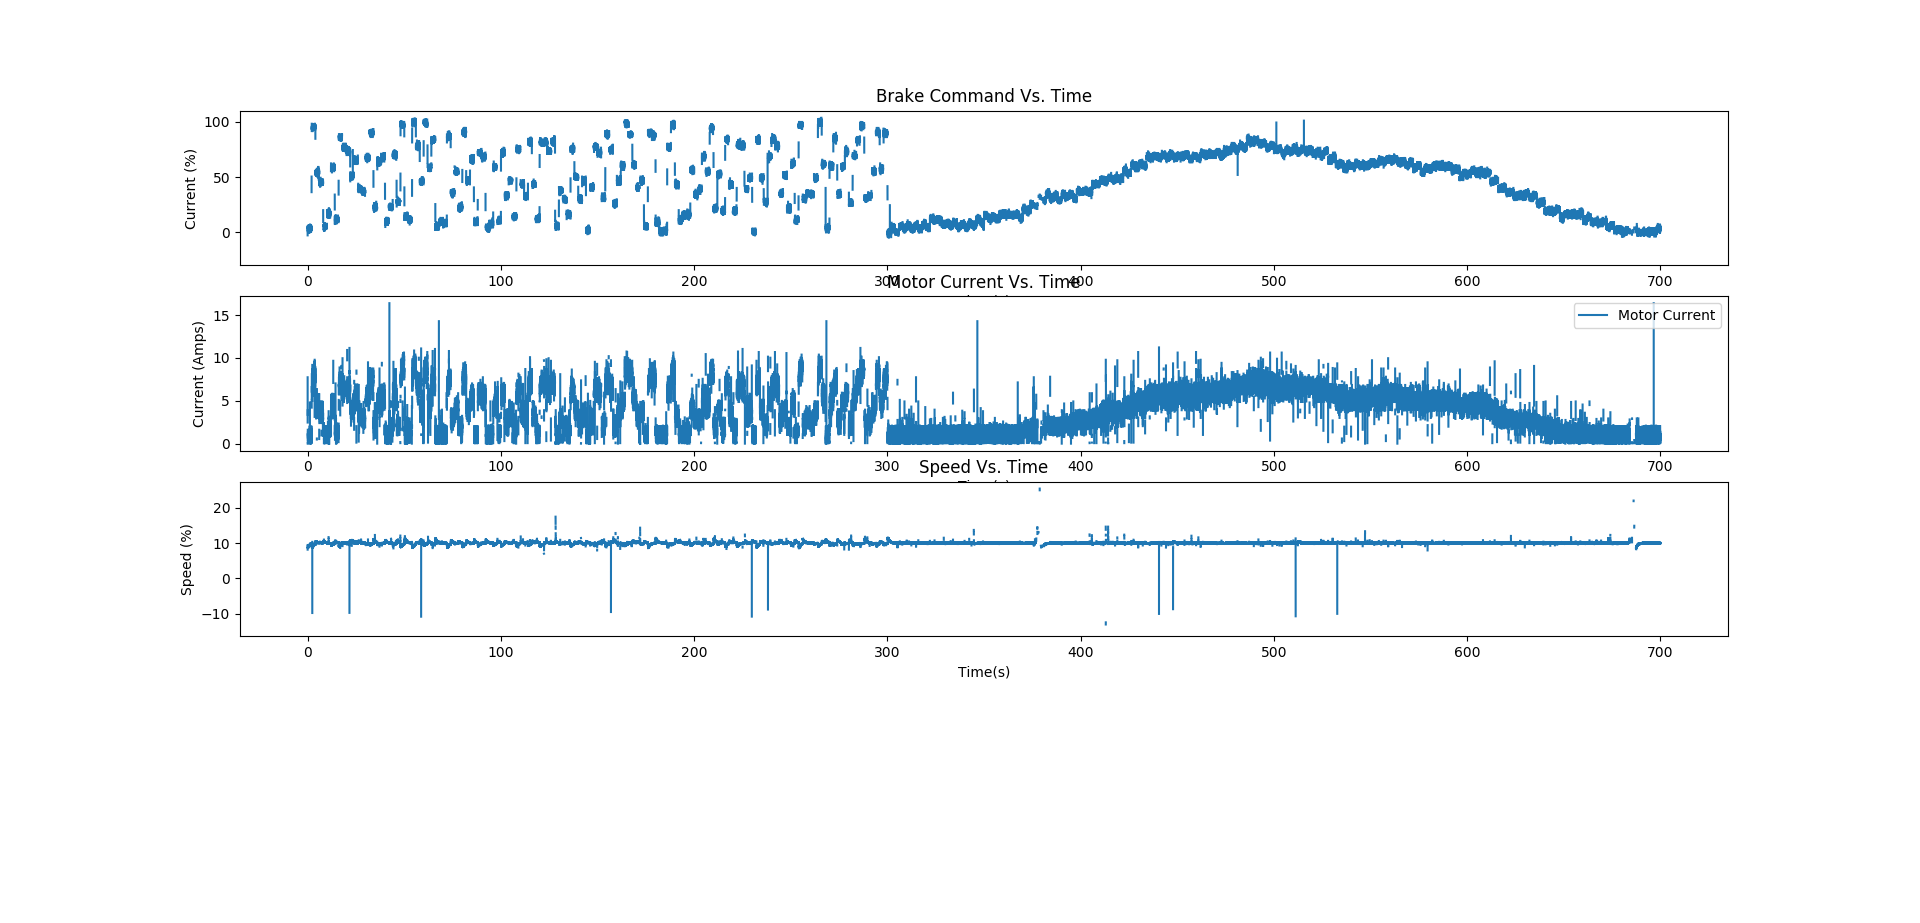 Brake Command Vs. Time
Current (%)
100
50
0
0 100 200 300 400 500 600 700
Motor Current Vs. Time
Current (Amps)
15
10
5
0
Motor Current
0 100 200 300 400 500 600 700
Speed Vs. Time
Speed (%)
20
10
0
−10
0 100 200 300 400 500 600 700
Time(s)